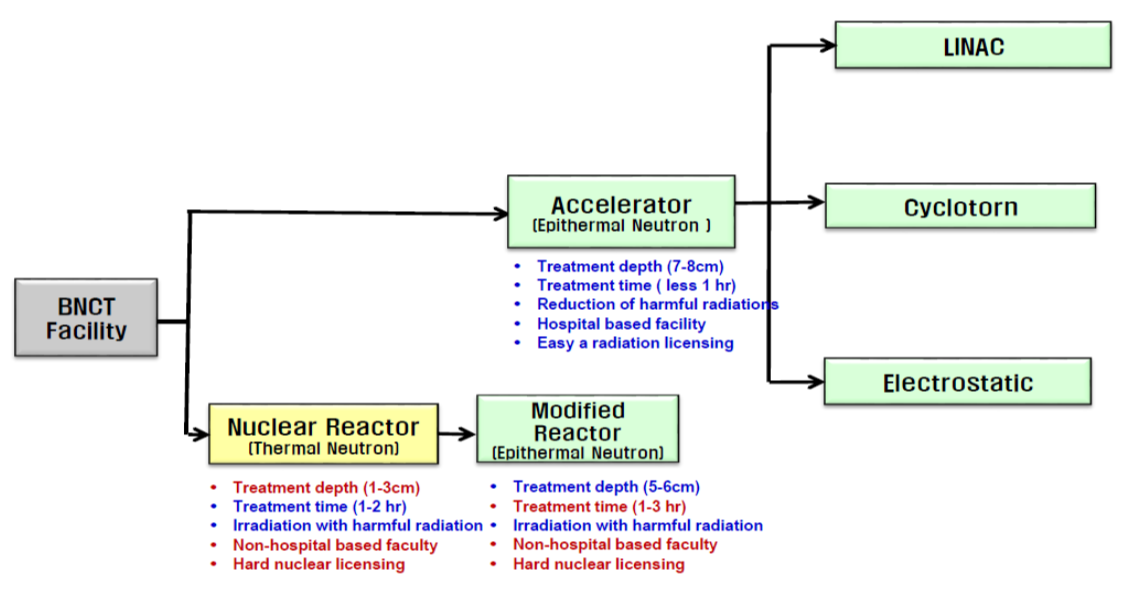 LINAC
Accelerator
(Epithermal Neutron )
Cyclotorn
• Treatment depth (7-8cm)
• Treatment time ( less 1 hr)
• Reduction of harmful radiations
• Hospital based facility
• Easy a radiation licensing
BNCT
Facility
Electrostatic
Nuclear Reactor
(Thermal Neutron)
Modified
Reactor
(Epithermal Neutron)
• Treatment depth (1-3cm)
• Treatment time (1-2 hr)
• Irradiation with harmful radiation
• Non-hospital based faculty
• Hard nuclear licensing
• Treatment depth (5-6cm)
• Treatment time (1-3 hr)
• Irradiation with harmful radiation
• Non-hospital based faculty
• Hard nuclear licensing